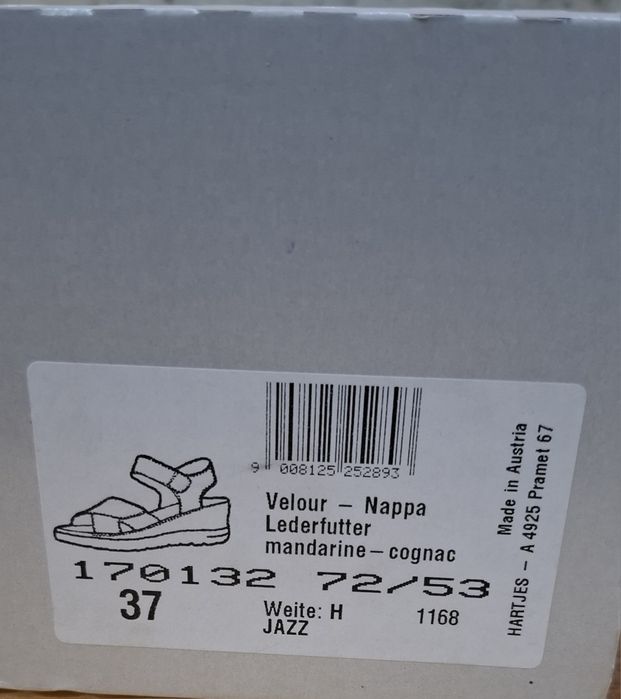 9 008125 252893
Velour – Nappa
Lederfutter
mandarine – cognac
170132 72/53
37 Weite: H 1168
JAZZ
Made in Austria
HARTJES – A 4925 Pramet 67